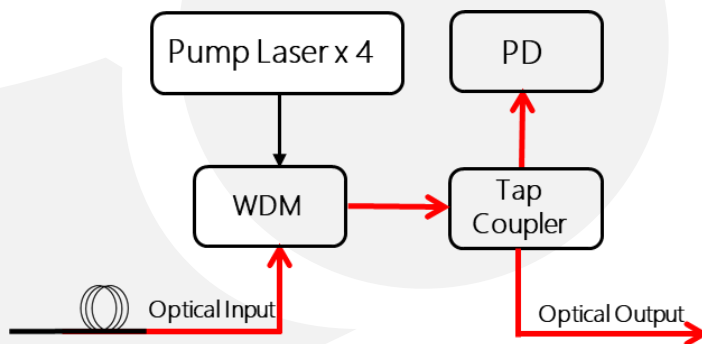 Pump Laser x 4
PD
WDM
Tap
Coupler
Optical Input
Optical Output